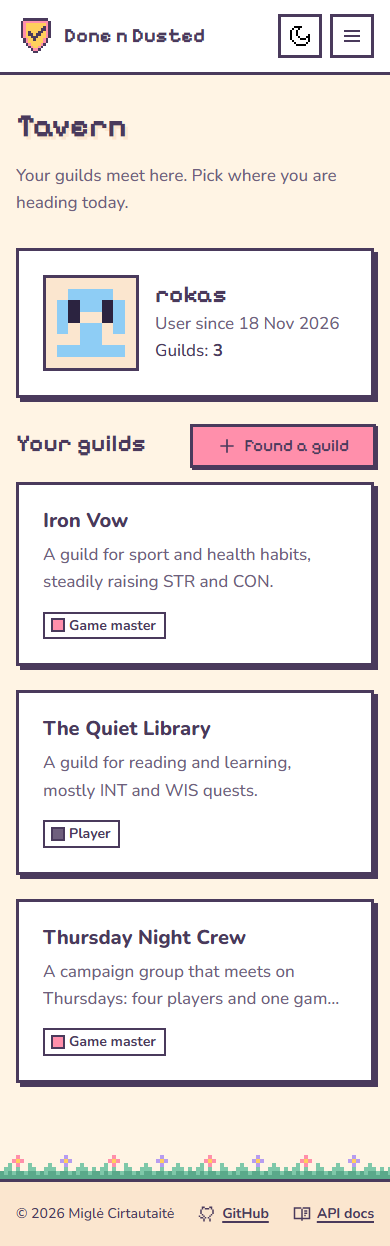 Done n Dusted
Tavern
Your guilds meet here. Pick where you are
heading today.
rokas
User since 18 Nov 2026
Guilds: 3
Your guilds
Found a guild
Iron Vow
A guild for sport and health habits,
steadily raising STR and CON.
Game master
The Quiet Library
A guild for reading and learning,
mostly INT and WIS quests.
Player
Thursday Night Crew
A campaign group that meets on
Thursdays: four players and one gam...
Game master
© 2026 Miglė Cirtautaitė GitHub API docs